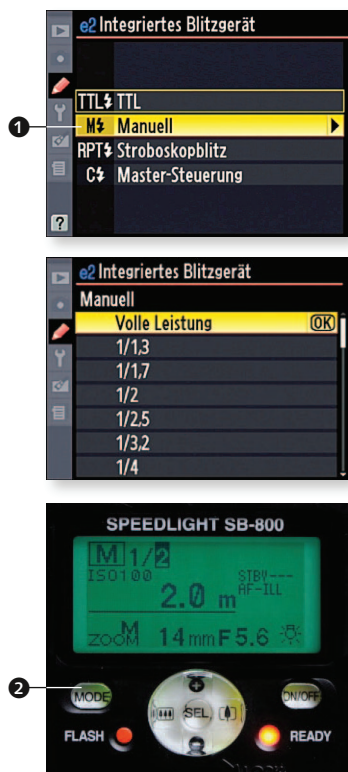 e2 Integriertes Blitzgerät
TTL TTL
❶ M Manuell
RPT Stroboskopblitz
C Master-Steuerung
?
e2 Integriertes Blitzgerät
Manuell
Volle Leistung OK
1/1,3
1/1,7
1/2
1/2,5
1/3,2
1/4
SPEEDLIGHT SB-800
M 1/2
ISO100 STBY---
AF-ILL
2.0 m
M
ZOOM 14mm F5.6
❷ MODE SEL ON/OFF
FLASH READY